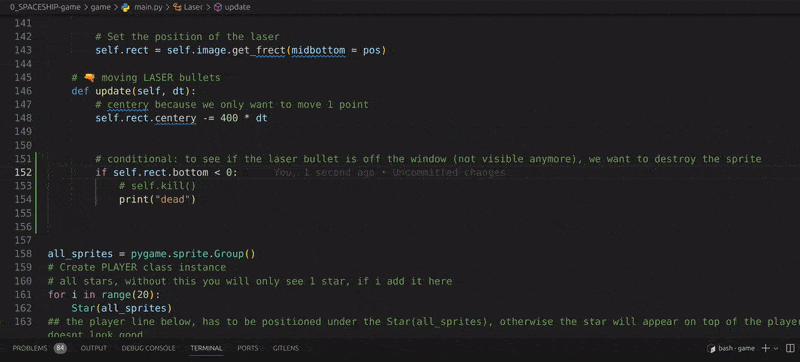 0_SPACESHIP-game > game > main.py > Laser > update
141
142 # Set the position of the laser
143 self.rect = self.image.get_frect(midbottom = pos)
144
145 # 🔫 moving LASER bullets
146 def update(self, dt):
147 # centery because we only want to move 1 point
148 self.rect.centery -= 400 * dt
149
150
151 # conditional: to see if the laser bullet is off the window (not visible anymore), we want to destroy the sprite
152 if self.rect.bottom < 0: You, 1 second ago • Uncommitted changes
153 # self.kill()
154 print("dead")
155
156
157
158 all_sprites = pygame.sprite.Group()
159 # Create PLAYER class instance
160 # all stars, without this you will only see 1 star, if i add it here
161 for i in range(20):
162 Star(all_sprites)
163 ## the player line below, has to be positioned under the Star(all_sprites), otherwise the star will appear on top of the player
doesnt look good
PROBLEMS 84 OUTPUT DEBUG CONSOLE TERMINAL PORTS GITLENS bash - game